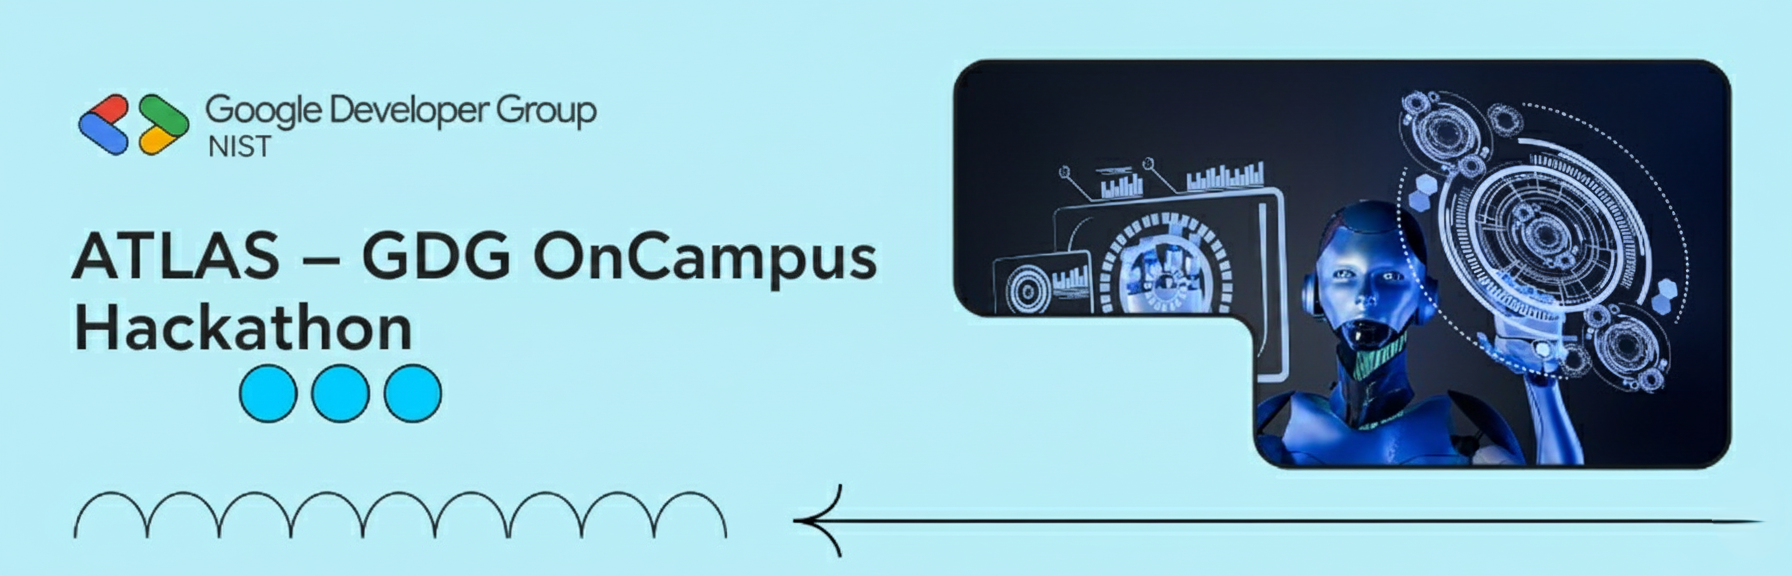 Google Developer Group
NIST
ATLAS – GDG OnCampus
Hackathon